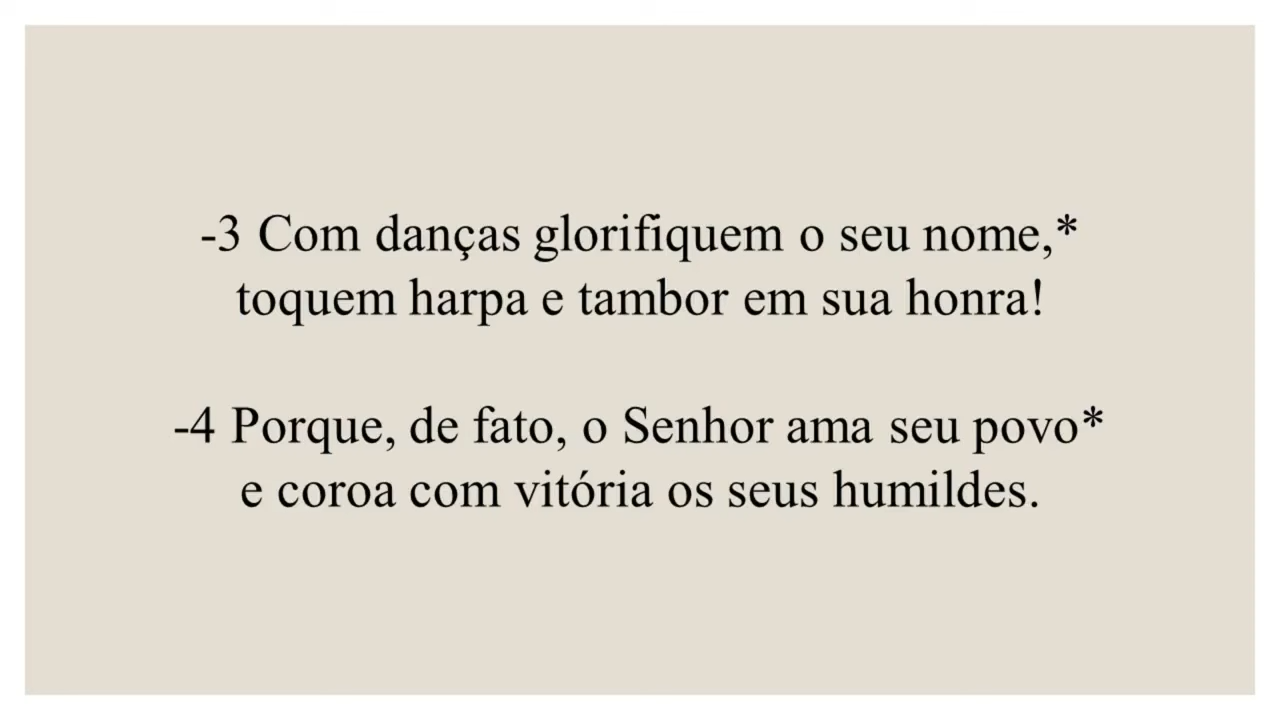 -3 Com danças glorifiquem o seu nome,*
toquem harpa e tambor em sua honra!
-4 Porque, de fato, o Senhor ama seu povo*
e coroa com vitória os seus humildes.